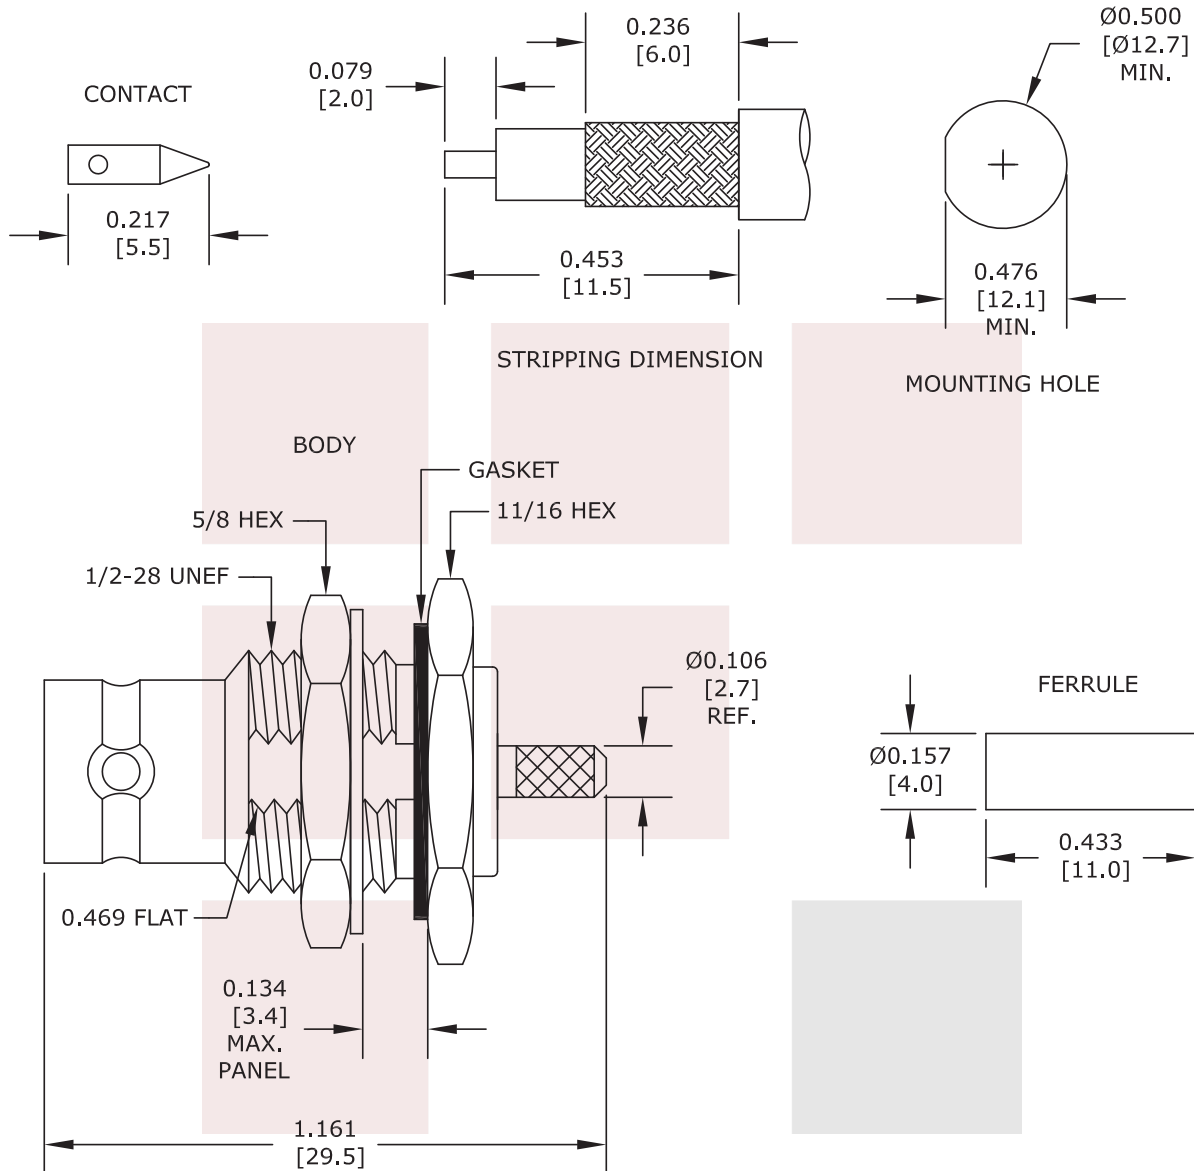 CONTACT
0.217
[5.5]
0.079
[2.0]
0.236
[6.0]
0.453
[11.5]
STRIPPING DIMENSION
Ø0.500
[Ø12.7]
MIN.
0.476
[12.1]
MIN.
MOUNTING HOLE
BODY
GASKET
5/8 HEX
11/16 HEX
1/2-28 UNEF
0.469 FLAT
Ø0.106
[2.7]
REF.
0.134
[3.4]
MAX.
PANEL
1.161
[29.5]
FERRULE
Ø0.157
[4.0]
0.433
[11.0]